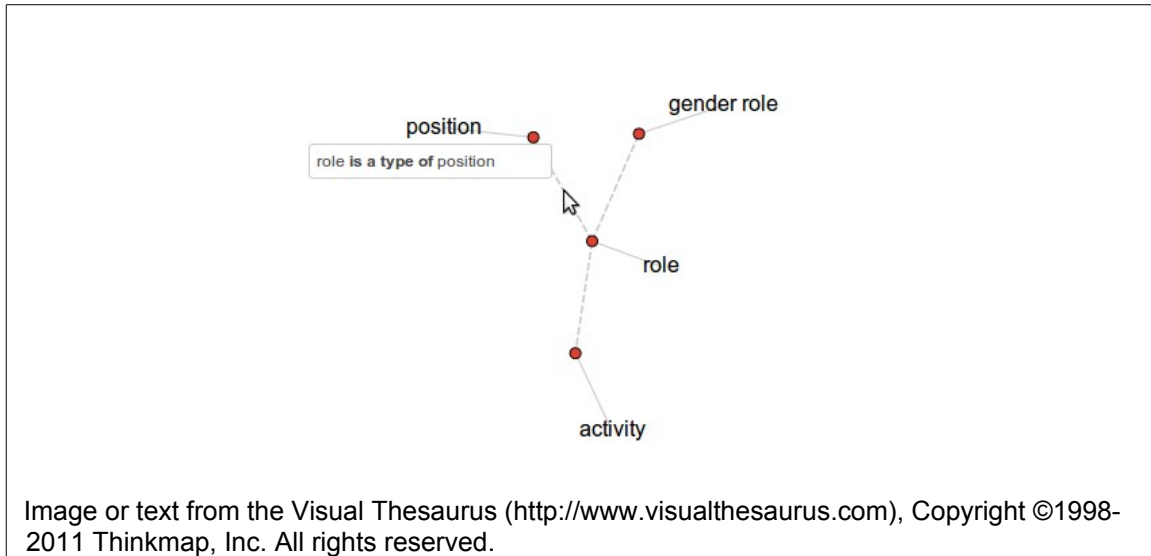 gender role
position
role is a type of position
role
activity
Image or text from the Visual Thesaurus (http://www.visualthesaurus.com), Copyright ©1998-
2011 Thinkmap, Inc. All rights reserved.